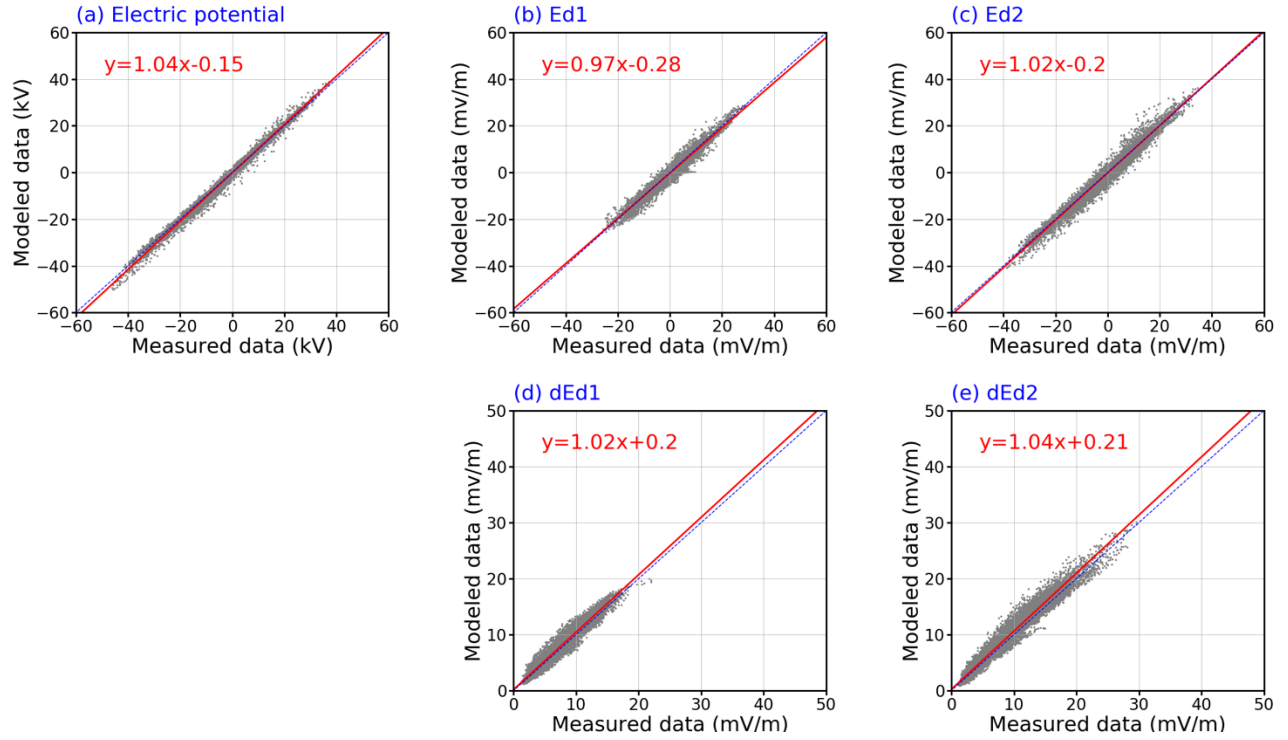 (a) Electric potential
60
40
20
0
−20
−40
−60
−60 −40 −20 0 20 40 60
Modeled data (kV)
Measured data (kV)
y=1.04x-0.15
(b) Ed1
60
40
20
0
−20
−40
−60
−60 −40 −20 0 20 40 60
Modeled data (mv/m)
Measured data (mV/m)
y=0.97x-0.28
(c) Ed2
60
40
20
0
−20
−40
−60
−60 −40 −20 0 20 40 60
Modeled data (mv/m)
Measured data (mV/m)
y=1.02x-0.2
(d) dEd1
50
40
30
20
10
0
0 10 20 30 40 50
Modeled data (mv/m)
Measured data (mV/m)
y=1.02x+0.2
(e) dEd2
50
40
30
20
10
0
0 10 20 30 40 50
Modeled data (mv/m)
Measured data (mV/m)
y=1.04x+0.21